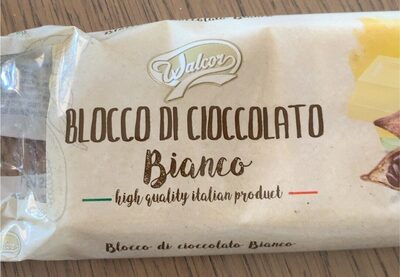 Walcor
BLOCCO DI CIOCCOLATO
Bianco
high quality italian product
Blocco di cioccolato Bianco